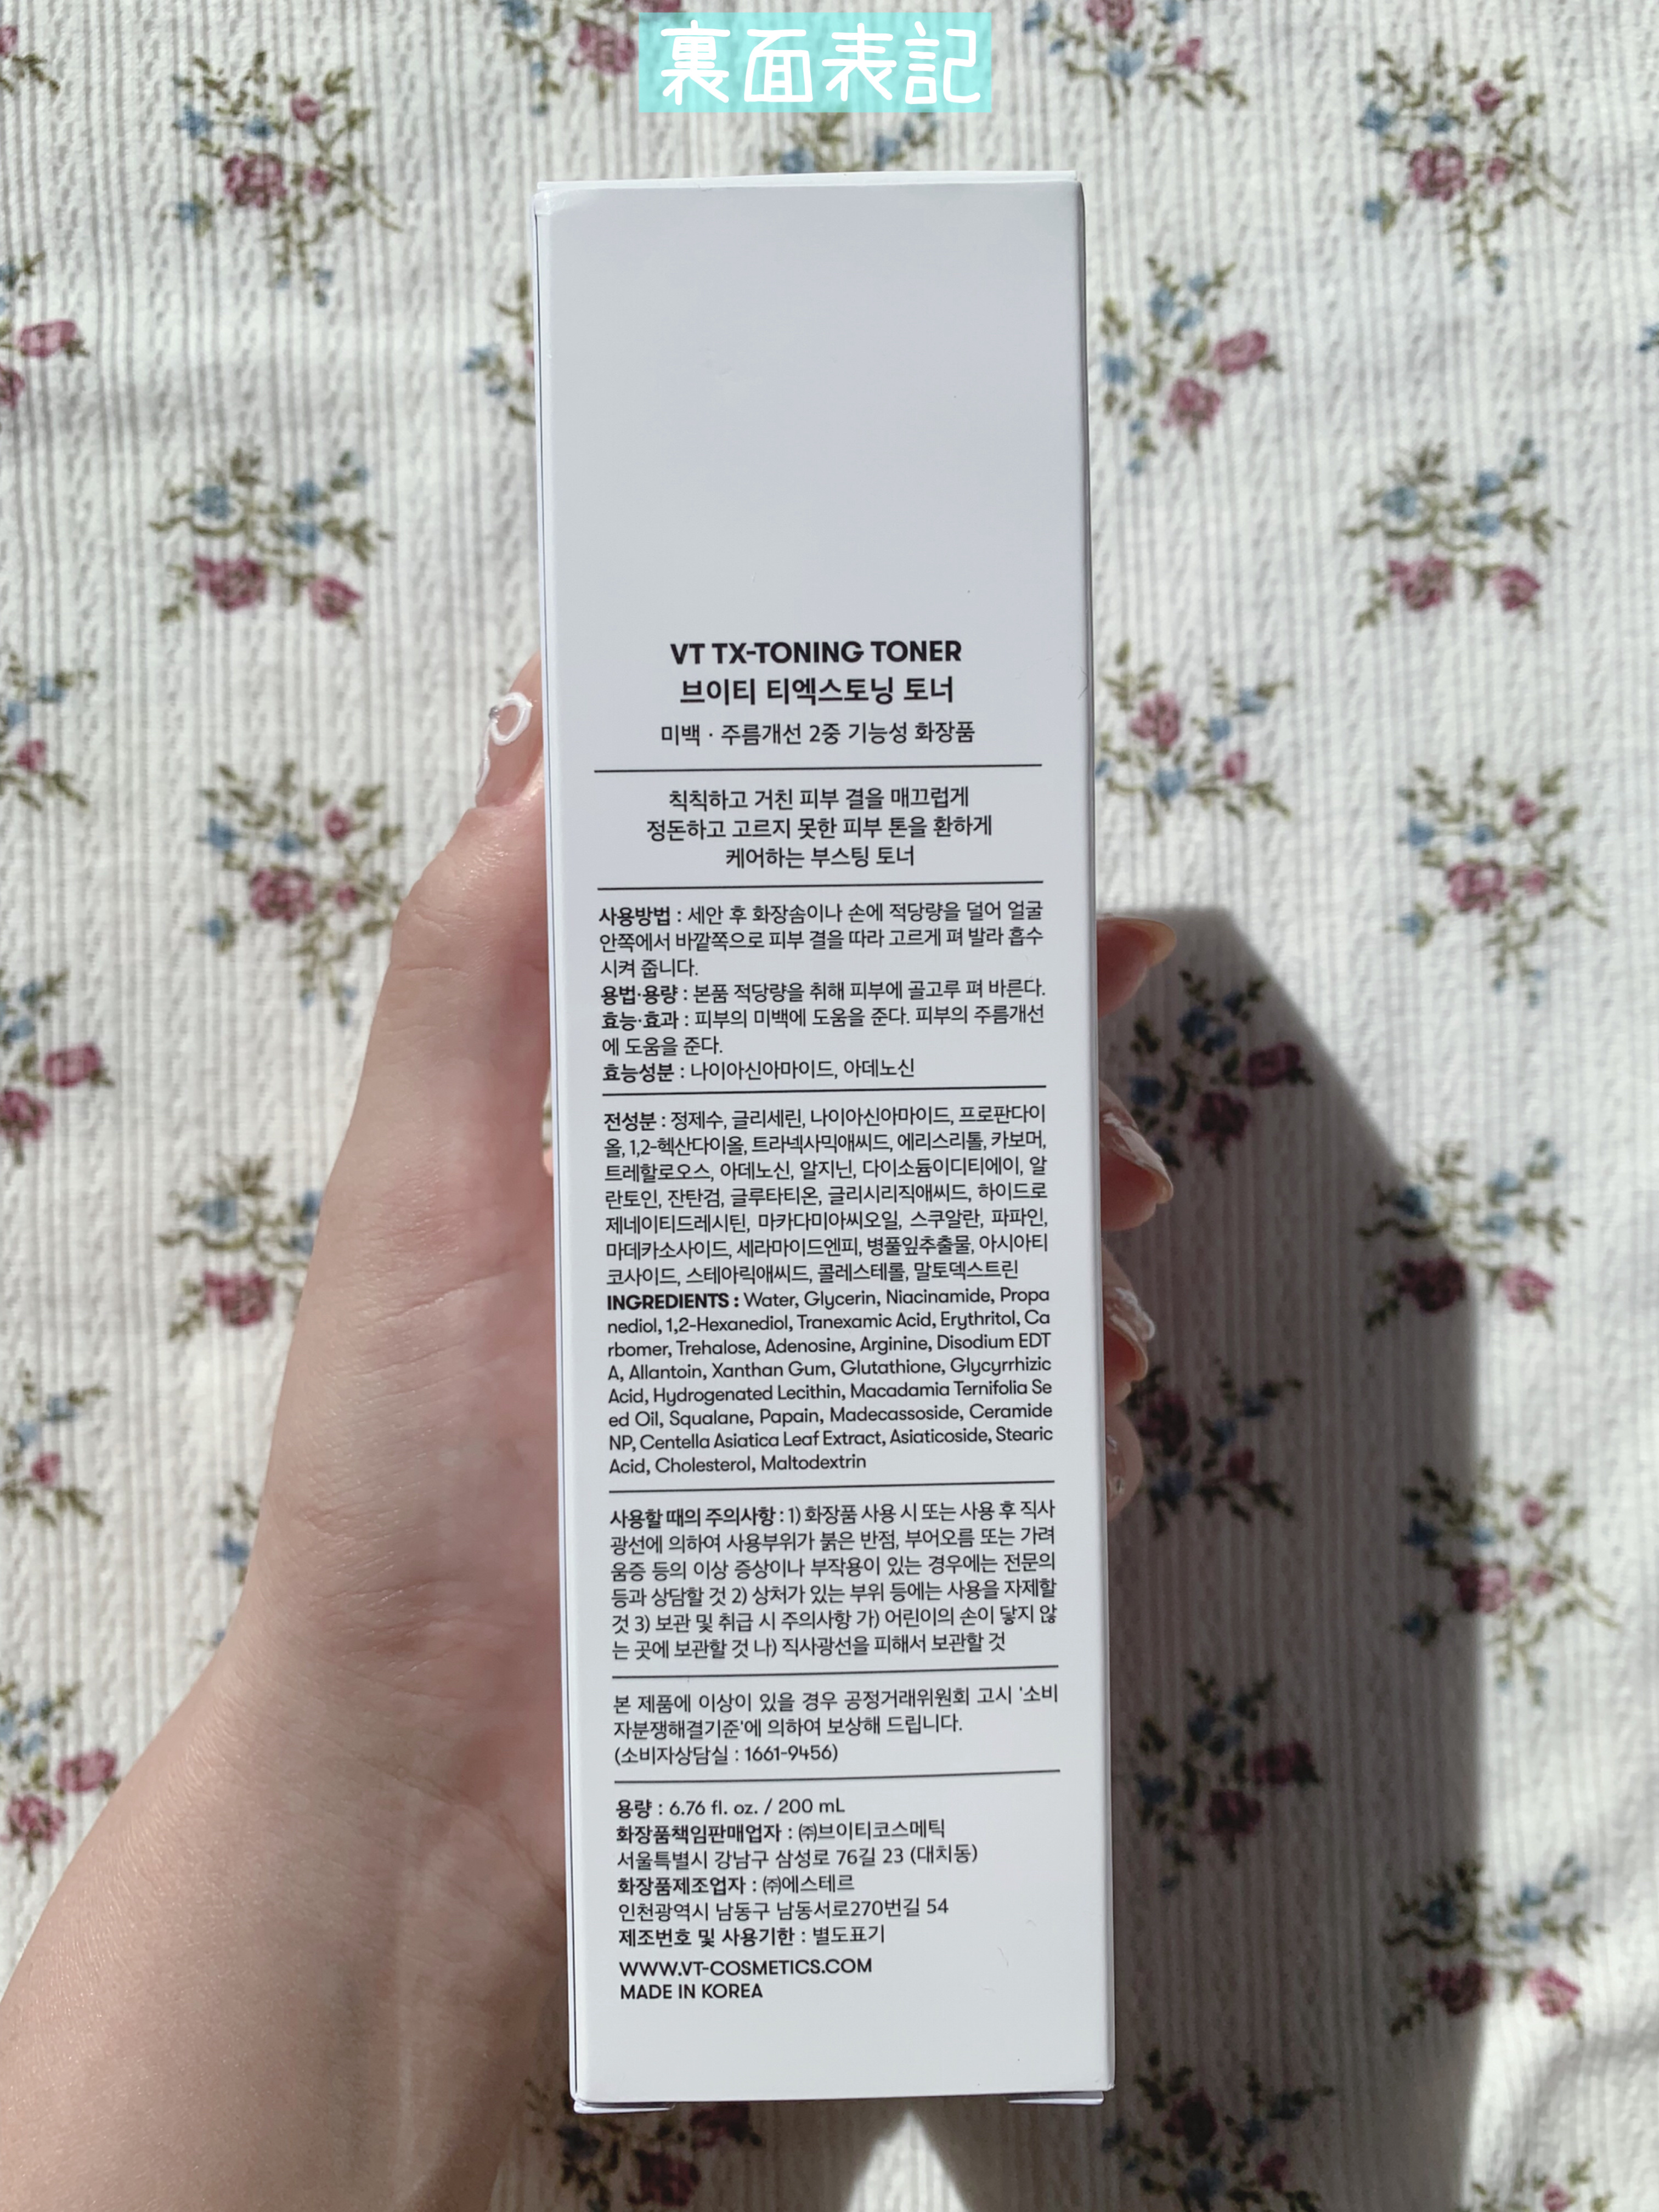 裏面表記
VT TX-TONING TONER
브이티 티엑스토닝 토너
미백 · 주름개선 2중 기능성 화장품
칙칙하고 거친 피부 결을 매끄럽게
정돈하고 고르지 못한 피부 톤을 환하게
케어하는 부스팅 토너
사용방법 : 세안 후 화장솜이나 손에 적당량을 덜어 얼굴
안쪽에서 바깥쪽으로 피부 결을 따라 고르게 펴 발라 흡수
시켜 줍니다.
용법·용량 : 본품 적당량을 취해 피부에 골고루 펴 바른다.
효능·효과 : 피부의 미백에 도움을 준다. 피부의 주름개선
에 도움을 준다.
효능성분 : 나이아신아마이드, 아데노신
전성분 : 정제수, 글리세린, 나이아신아마이드, 프로판다이
올, 1,2-헥산다이올, 트라넥사믹애씨드, 에리스리톨, 카보머,
트레할로오스, 아데노신, 알지닌, 다이소듐이디티에이, 알
란토인, 잔탄검, 글루타티온, 글리시리직애씨드, 하이드로
제네이티드레시틴, 마카다미아씨오일, 스쿠알란, 파파인,
마데카소사이드, 세라마이드엔피, 병풀잎추출물, 아시아티
코사이드, 스테아릭애씨드, 콜레스테롤, 말토덱스트린
INGREDIENTS : Water, Glycerin, Niacinamide, Propa
nediol, 1,2-Hexanediol, Tranexamic Acid, Erythritol, Ca
rbomer, Trehalose, Adenosine, Arginine, Disodium EDT
A, Allantoin, Xanthan Gum, Glutathione, Glycyrrhizic
Acid, Hydrogenated Lecithin, Macadamia Ternifolia Se
ed Oil, Squalane, Papain, Madecassoside, Ceramide
NP, Centella Asiatica Leaf Extract, Asiaticoside, Stearic
Acid, Cholesterol, Maltodextrin
사용할 때의 주의사항 : 1) 화장품 사용 시 또는 사용 후 직사
광선에 의하여 사용부위가 붉은 반점, 부어오름 또는 가려
움증 등의 이상 증상이나 부작용이 있는 경우에는 전문의
등과 상담할 것 2) 상처가 있는 부위 등에는 사용을 자제할
것 3) 보관 및 취급 시 주의사항 가) 어린이의 손이 닿지 않
는 곳에 보관할 것 나) 직사광선을 피해서 보관할 것
본 제품에 이상이 있을 경우 공정거래위원회 고시 '소비
자분쟁해결기준'에 의하여 보상해 드립니다.
(소비자상담실 : 1661-9456)
용량 : 6.76 fl. oz. / 200 mL
화장품책임판매업자 : ㈜브이티코스메틱
서울특별시 강남구 삼성로 76길 23 (대치동)
화장품제조업자 : ㈜에스테르
인천광역시 남동구 남동서로270번길 54
제조번호 및 사용기한 : 별도표기
WWW.VT-COSMETICS.COM
MADE IN KOREA